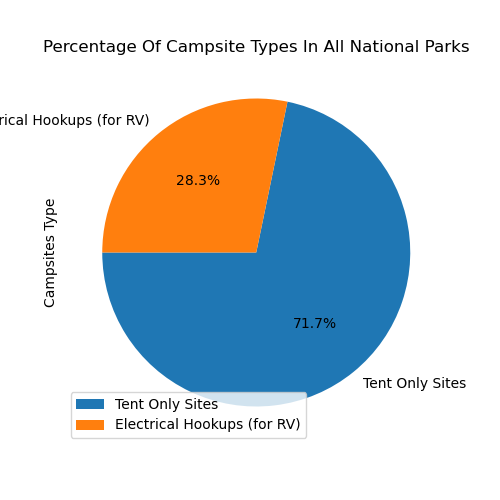 Percentage Of Campsite Types In All National Parks
rical Hookups (for RV)
28.3%
Campsites Type
71.7%
Tent Only Sites
Tent Only Sites
Electrical Hookups (for RV)